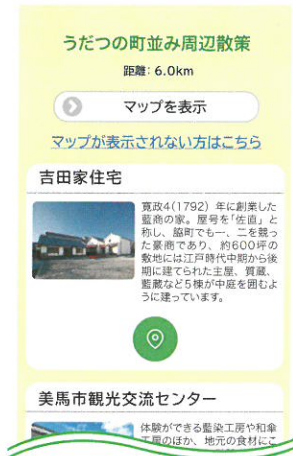 うだつの町並み周辺散策
距離: 6.0km
マップを表示
マップが表示されない方はこちら
吉田家住宅
寛政4(1792) 年に創業した
藍商の家。屋号を「佐直」と
称し、脇町でも一、二を競っ
た豪商であり、約600坪の
敷地には江戸時代中期から後
期に建てられた主屋、質蔵、
藍蔵など5棟が中庭を囲むよ
うに建っています。
美馬市観光交流センター
体験ができる藍染工房や和傘
工房のほか、地元の食材にこ